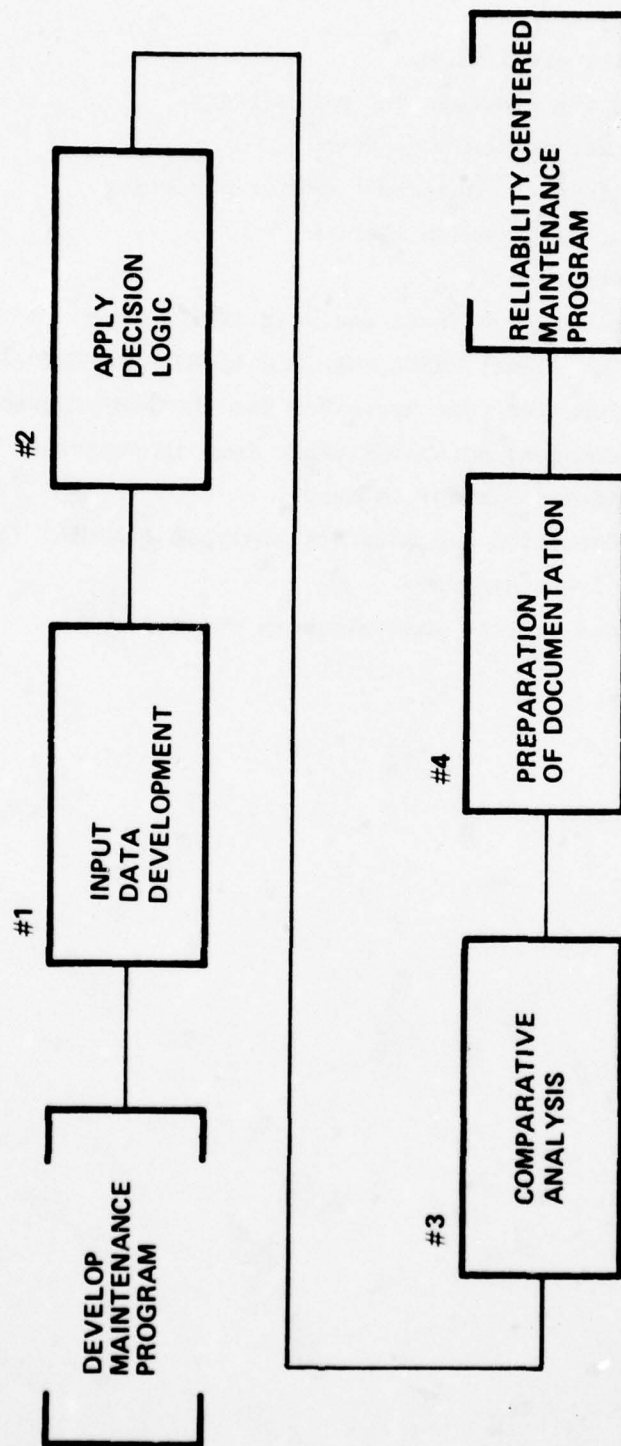 DEVELOP
MAINTENANCE
PROGRAM
#1
INPUT
DATA
DEVELOPMENT
#2
APPLY
DECISION
LOGIC
#3
COMPARATIVE
ANALYSIS
#4
PREPARATION
OF DOCUMENTATION
RELIABILITY CENTERED
MAINTENANCE
PROGRAM